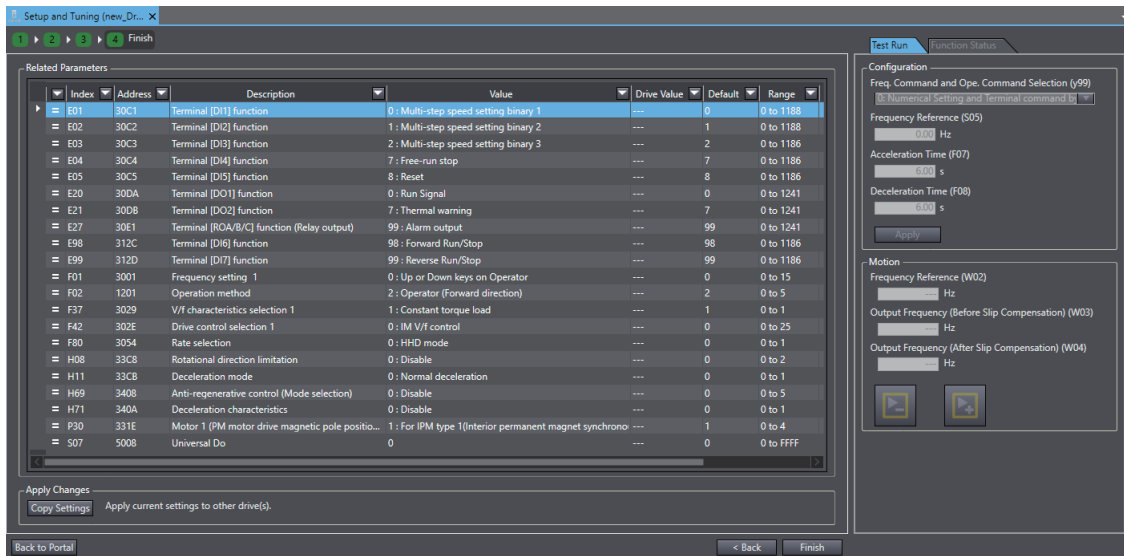 Setup and Tuning (new_Dr... X
1 2 3 4 Finish
Related Parameters
Index Address Description Value Drive Value Default Range
= E01 30C1 Terminal [DI1] function 0 : Multi-step speed setting binary 1 --- 0 0 to 1188
= E02 30C2 Terminal [DI2] function 1 : Multi-step speed setting binary 2 --- 1 0 to 1188
= E03 30C3 Terminal [DI3] function 2 : Multi-step speed setting binary 3 --- 2 0 to 1186
= E04 30C4 Terminal [DI4] function 7 : Free-run stop --- 7 0 to 1186
= E05 30C5 Terminal [DI5] function 8 : Reset --- 8 0 to 1186
= E20 30DA Terminal [DO1] function 0 : Run Signal --- 0 0 to 1241
= E21 30DB Terminal [DO2] function 7 : Thermal warning --- 7 0 to 1241
= E27 30E1 Terminal [ROA/B/C] function (Relay output) 99 : Alarm output --- 99 0 to 1241
= E98 312C Terminal [DI6] function 98 : Forward Run/Stop --- 98 0 to 1186
= E99 312D Terminal [DI7] function 99 : Reverse Run/Stop --- 99 0 to 1186
= F01 3001 Frequency setting 1 0 : Up or Down keys on Operator --- 0 0 to 15
= F02 1201 Operation method 2 : Operator (Forward direction) --- 2 0 to 5
= F37 3029 V/f characteristics selection 1 1 : Constant torque load --- 1 0 to 1
= F42 302E Drive control selection 1 0 : IM V/f control --- 0 0 to 25
= F80 3054 Rate selection 0 : HHD mode --- 0 0 to 1
= H08 33C8 Rotational direction limitation 0 : Disable --- 0 0 to 2
= H11 33CB Deceleration mode 0 : Normal deceleration --- 0 0 to 1
= H69 3408 Anti-regenerative control (Mode selection) 0 : Disable --- 0 0 to 5
= H71 340A Deceleration characteristics 0 : Disable --- 0 0 to 1
= P30 331E Motor 1 (PM motor drive magnetic pole positio... 1 : For IPM type 1(Interior permanent magnet synchrono --- 1 0 to 4
= S07 5008 Universal Do 0 --- 0 0 to FFFF
Apply Changes
Copy Settings Apply current settings to other drive(s).
Back to Portal < Back Finish
Test Run Function Status
Configuration
Freq. Command and Ope. Command Selection (y99)
0: Numerical Setting and Terminal command b
Frequency Reference (S05)
0.00 Hz
Acceleration Time (F07)
6.00 s
Deceleration Time (F08)
6.00 s
Apply
Motion
Frequency Reference (W02)
--- Hz
Output Frequency (Before Slip Compensation) (W03)
--- Hz
Output Frequency (After Slip Compensation) (W04)
--- Hz